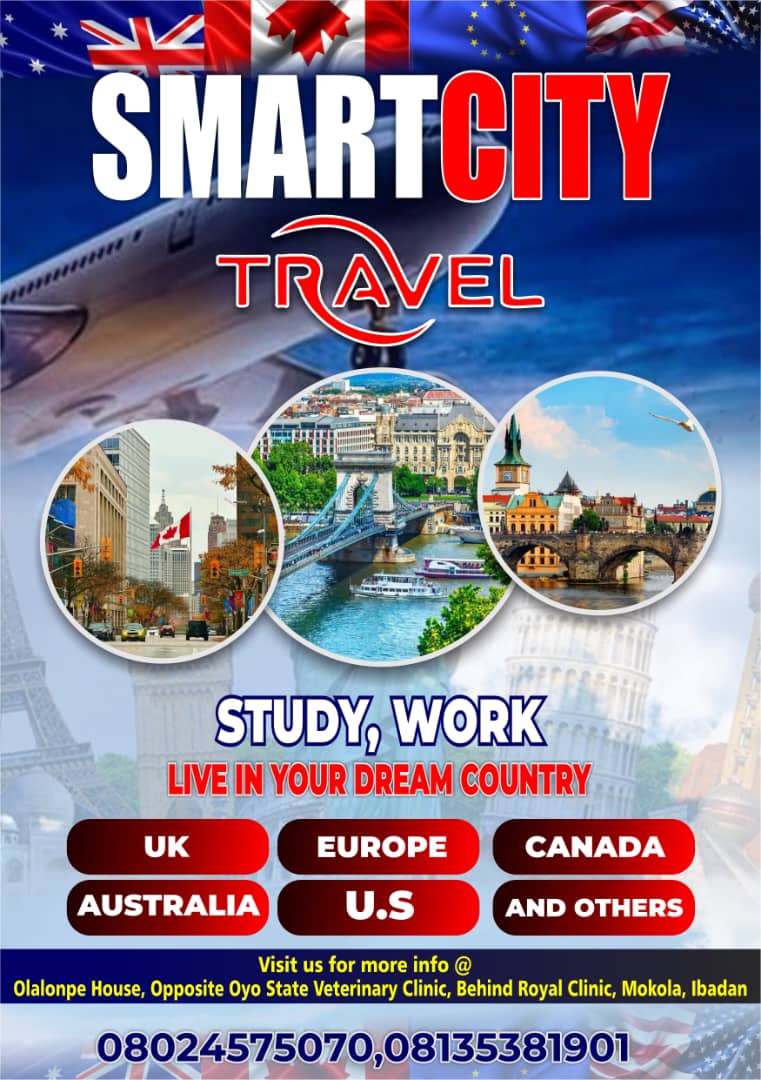 SMARTCITY
TRAVEL
STUDY, WORK
LIVE IN YOUR DREAM COUNTRY
UK
EUROPE
CANADA
AUSTRALIA
U.S
AND OTHERS
Visit us for more info @
Olalonpe House, Opposite Oyo State Veterinary Clinic, Behind Royal Clinic, Mokola, Ibadan
08024575070,08135381901